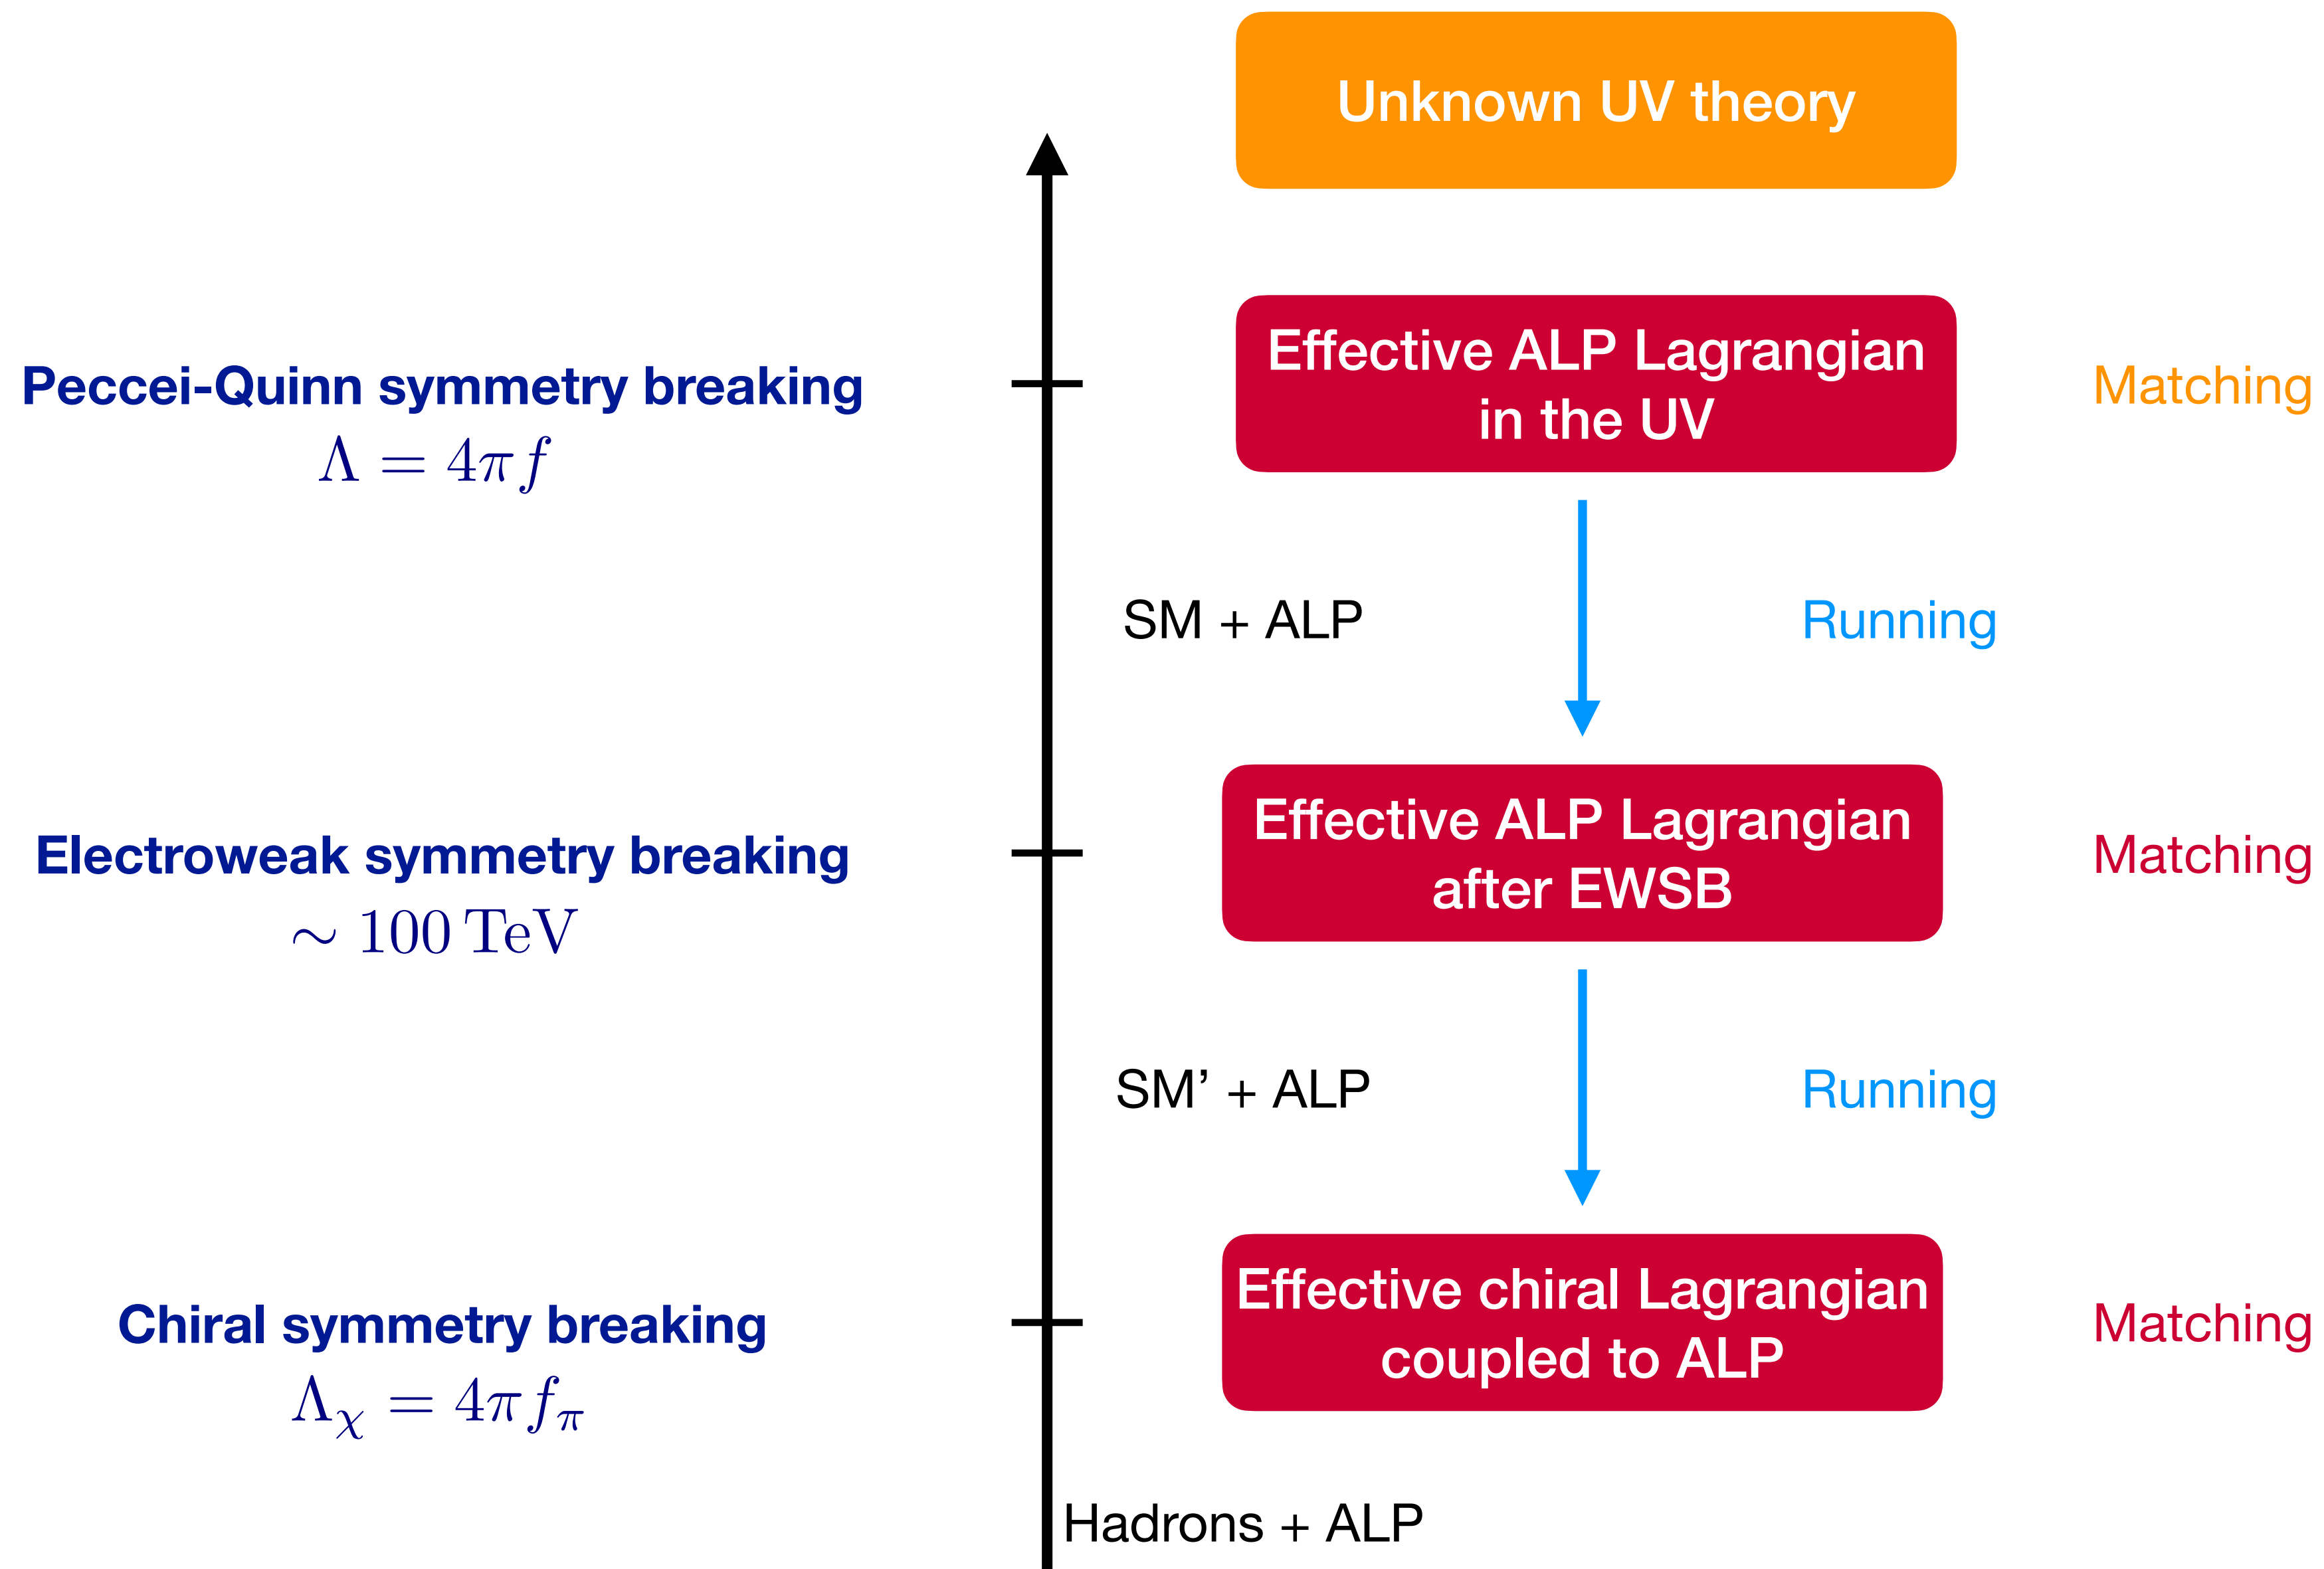 Unknown UV theory
Peccei-Quinn symmetry breaking
Λ = 4πf
Effective ALP Lagrangian
in the UV
Matching
SM + ALP
Running
Electroweak symmetry breaking
∼ 100 TeV
Effective ALP Lagrangian
after EWSB
Matching
SM’ + ALP
Running
Chiral symmetry breaking
Λχ = 4πfπ
Effective chiral Lagrangian
coupled to ALP
Matching
Hadrons + ALP